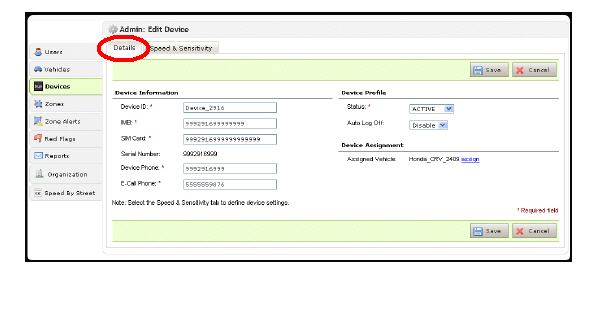 Admin: Edit Device
Details
Speed & Sensitivity
Users
Vehicles
Devices
Zones
Zone Alerts
Red Flags
Reports
Organization
Speed By Street
Save
Cancel
Device Information
Device ID: * Device_2916
IMEI: * 999291699999999
SIM Card: * 9992916999999999999
Serial Number: 9992916999
Device Phone: * 9992916999
E-Call Phone: * 5555559876
Device Profile
Status: * ACTIVE
Auto Log Off: Disable
Device Assignment
Assigned Vehicle: Honda_CRV_2409 assign
Note: Select the Speed & Sensitivity tab to define device settings.
* Required field
Save
Cancel